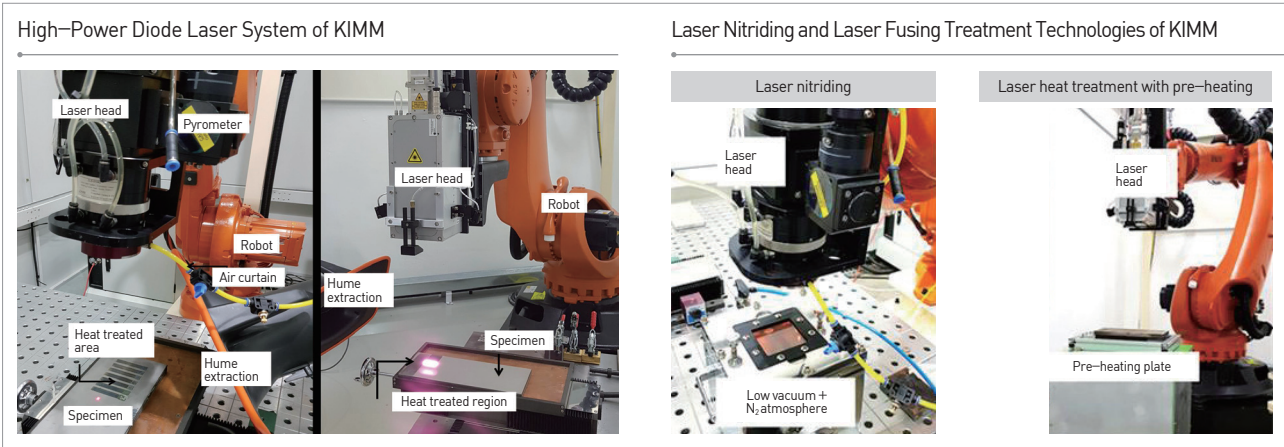 High-Power Diode Laser System of KIMM
Laser head
Pyrometer
Robot
Air curtain
Heat treated
area
Hume
extraction
Specimen
Laser head
Robot
Hume
extraction
Specimen
Heat treated region
Laser Nitriding and Laser Fusing Treatment Technologies of KIMM
Laser nitriding
Laser
head
Low vacuum +
N₂ atmosphere
Laser heat treatment with pre-heating
Laser
head
Pre-heating plate